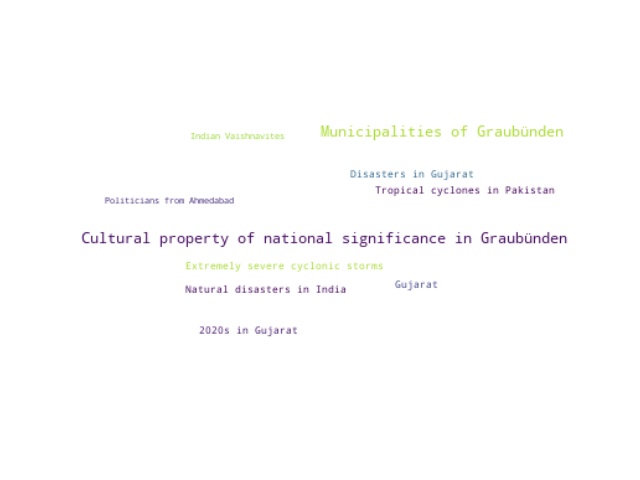 Municipalities of Graubünden
Indian Vaishnavites
Disasters in Gujarat
Tropical cyclones in Pakistan
Politicians from Ahmedabad
Cultural property of national significance in Graubünden
Extremely severe cyclonic storms
Gujarat
Natural disasters in India
2020s in Gujarat